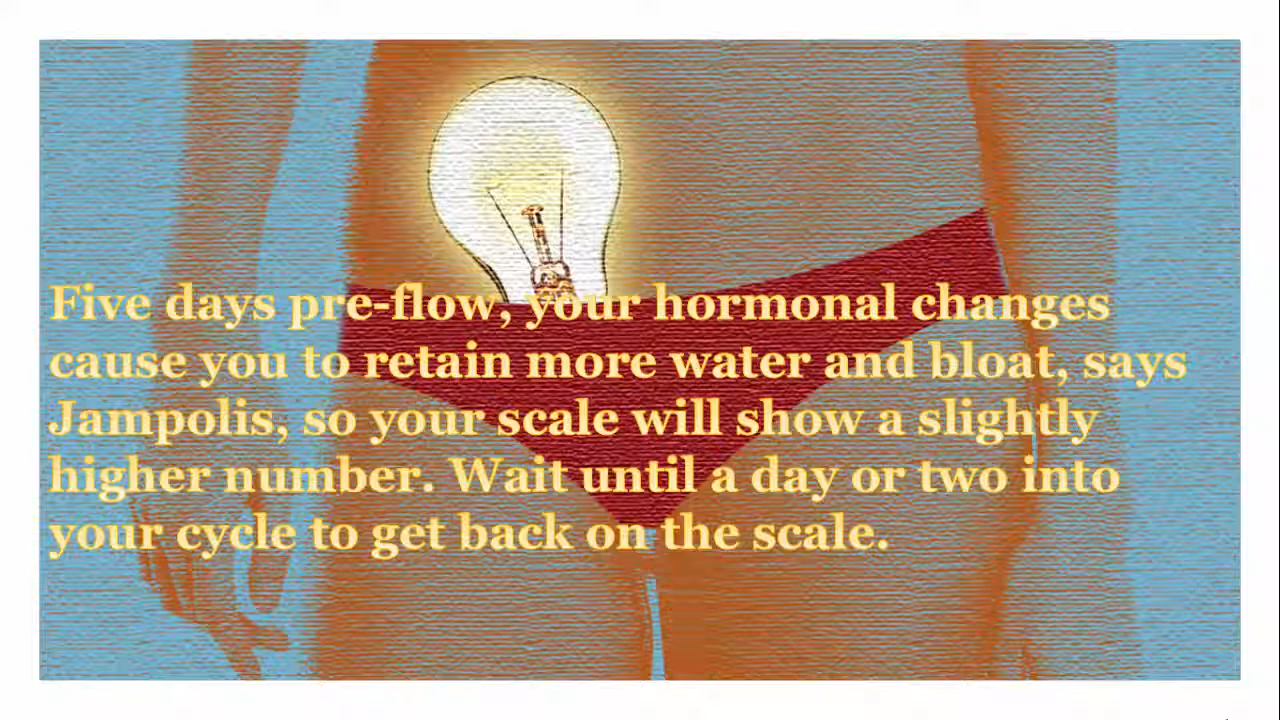 Five days pre-flow, your hormonal changes
cause you to retain more water and bloat, says
Jampolis, so your scale will show a slightly
higher number. Wait until a day or two into
your cycle to get back on the scale.